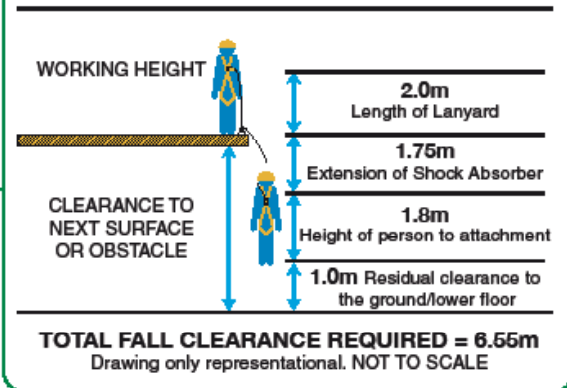 WORKING HEIGHT
2.0m
Length of Lanyard
1.75m
Extension of Shock Absorber
CLEARANCE TO
NEXT SURFACE
OR OBSTACLE
1.8m
Height of person to attachment
1.0m Residual clearance to
the ground/lower floor
TOTAL FALL CLEARANCE REQUIRED = 6.55m
Drawing only representational. NOT TO SCALE